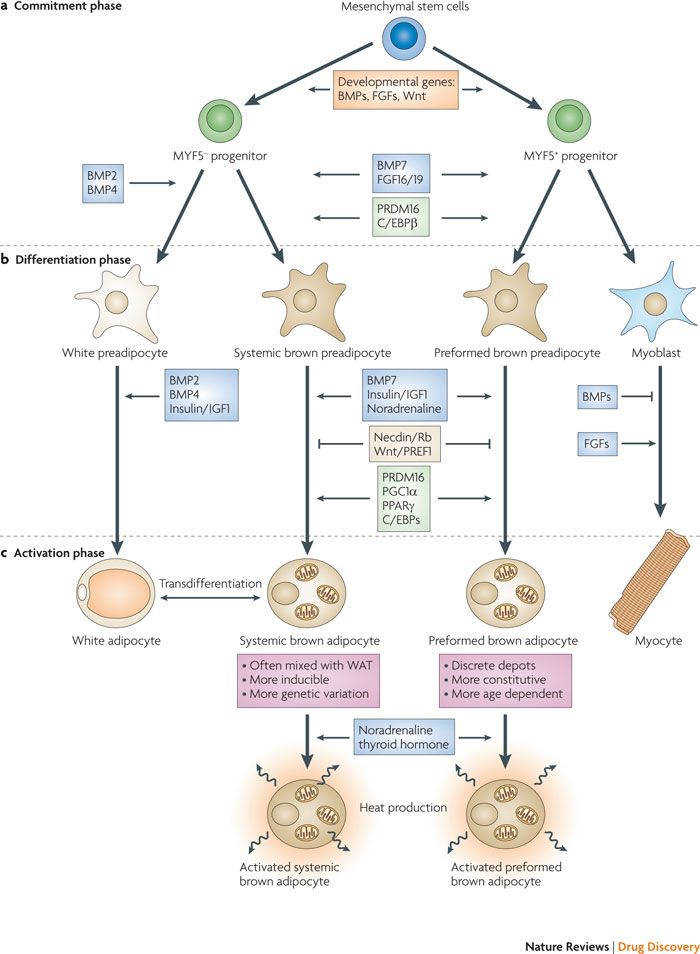 a Commitment phase
Mesenchymal stem cells
Developmental genes:
BMPs, FGFs, Wnt
MYF5⁻ progenitor
MYF5⁺ progenitor
BMP2
BMP4
BMP7
FGF16/19
PRDM16
C/EBPβ
b Differentiation phase
White preadipocyte
Systemic brown preadipocyte
Preformed brown preadipocyte
Myoblast
BMP2
BMP4
Insulin/IGF1
BMP7
Insulin/IGF1
Noradrenaline
BMPs
Necdin/Rb
Wnt/PREF1
FGFs
PRDM16
PGC1α
PPARγ
C/EBPs
c Activation phase
Transdifferentiation
White adipocyte
Systemic brown adipocyte
Preformed brown adipocyte
Myocyte
• Often mixed with WAT
• More inducible
• More genetic variation
• Discrete depots
• More constitutive
• More age dependent
Noradrenaline
thyroid hormone
Heat production
Activated systemic
brown adipocyte
Activated preformed
brown adipocyte
Nature Reviews | Drug Discovery